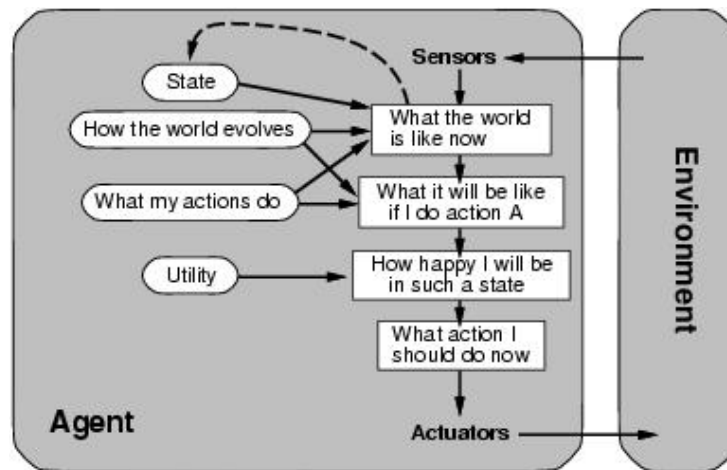 Sensors
State
What the world
is like now
How the world evolves
What my actions do
What it will be like
if I do action A
Utility
How happy I will be
in such a state
What action I
should do now
Agent
Actuators
Environment